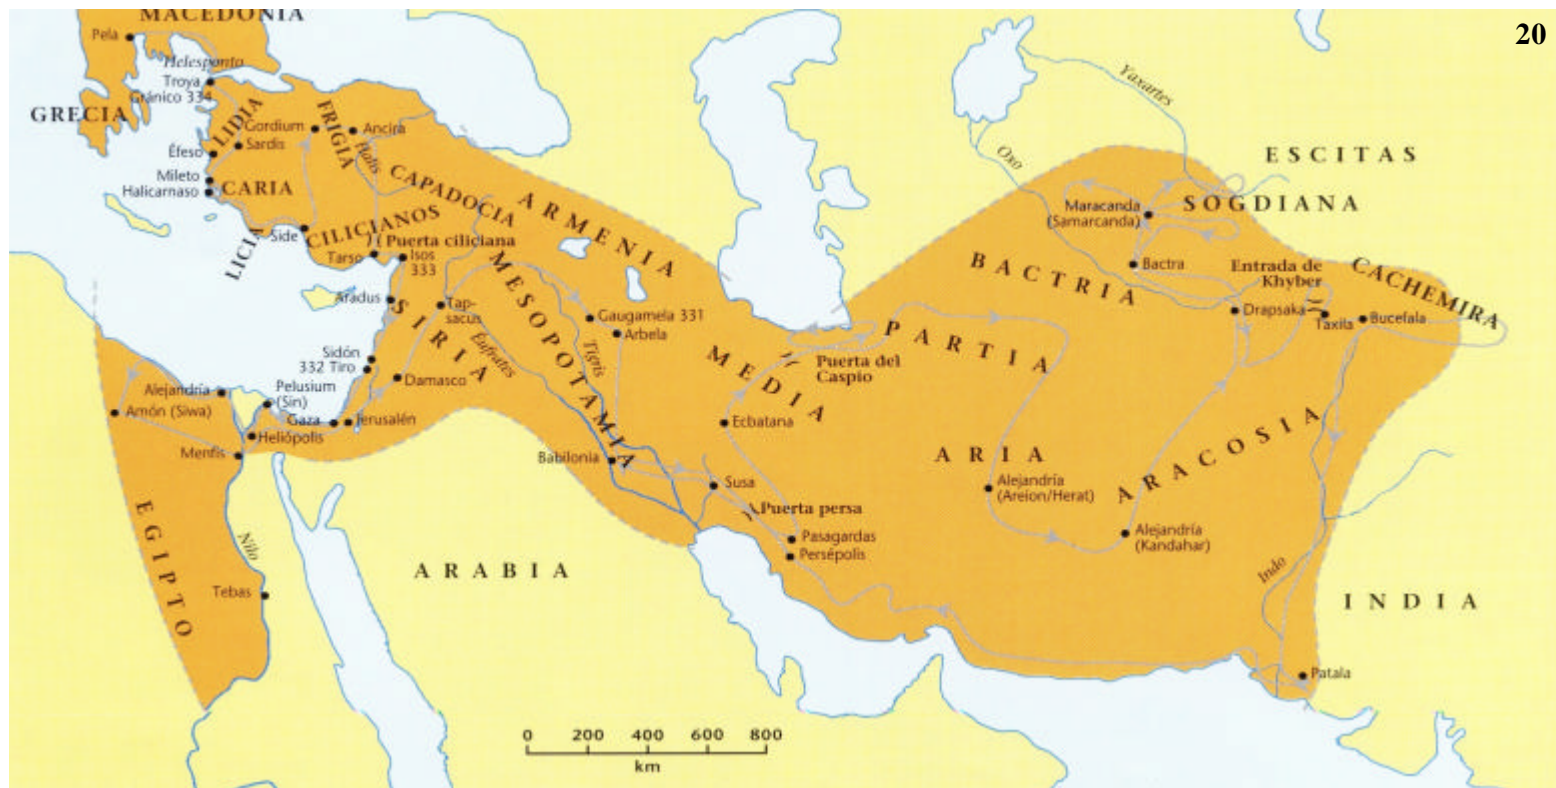 MACEDONIA
20
Pela
Helesponto
Troya
Gránico 334
GRECIA
LIDIA
FRIGIA
Gordium
Ancira
Sardis
Éfeso
Halis
Mileto
Halicarnaso
CARIA
CAPADOCIA
ARMENIA
CILICIANOS
LICIA
Side
Puerta ciliciana
Tarso
Isos
333
MESOPOTAMIA
Aradus
SIRIA
Tap-
sacus
Éufrates
Gaugamela 331
Arbela
Tigris
Sidón
332 Tiro
Damasco
MEDIA
Alejandría
Pelusium
(Sin)
Amón (Siwa)
Gaza
Jerusalén
Heliópolis
Menfis
Ecbatana
Babilonia
Susa
Puerta persa
Pasagardas
Persépolis
EGIPTO
Nilo
Tebas
ARABIA
Yaxartes
Oxo
ESCITAS
Maracanda
(Samarcanda)
SOGDIANA
BACTRIA
Bactra
Entrada de
Khyber
CACHEMIRA
Drapsaka
Taxila
Bucefala
PARTIA
Puerta del
Caspio
ARIA
ARACOSIA
Alejandría
(Areion/Herat)
Alejandría
(Kandahar)
Indo
INDIA
Patala
0 200 400 600 800
km